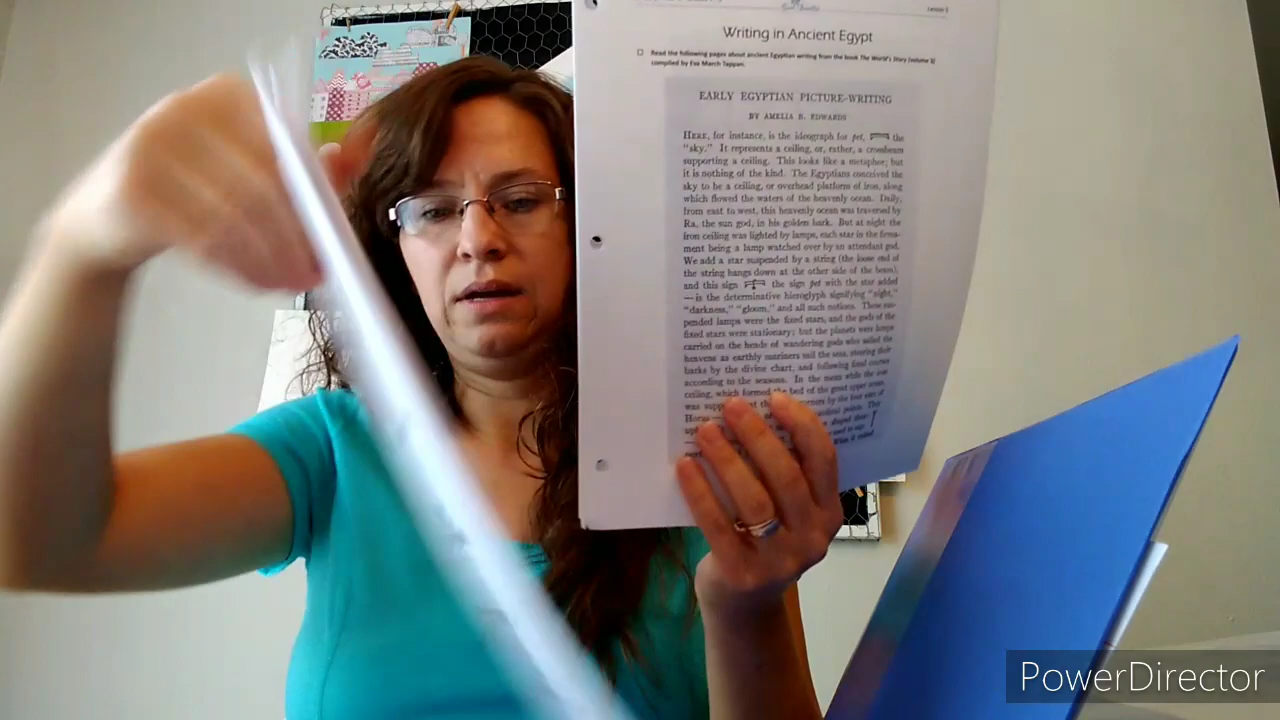 Lesson 5
Writing in Ancient Egypt
Read the following pages about ancient Egyptian writing from the book The World's Story (volume 3)
compiled by Eva March Tappan.
EARLY EGYPTIAN PICTURE-WRITING
BY AMELIA B. EDWARDS
HERE, for instance, is the ideograph for pet, the
"sky." It represents a ceiling, or, rather, a crossbeam
supporting a ceiling. This looks like a metaphor; but
it is nothing of the kind. The Egyptians conceived the
sky to be a ceiling, or overhead platform of iron, along
which flowed the waters of the heavenly ocean. Daily,
from east to west, this heavenly ocean was traversed by
Ra, the sun god, in his golden bark. But at night the
iron ceiling was lighted by lamps, each star in the firma-
ment being a lamp watched over by an attendant god.
We add a star suspended by a string (the loose end of
the string hangs down at the other side of the beam),
and this sign the sign pet with the star added
— is the determinative hieroglyph signifying "night,"
"darkness," "gloom," and all such notions. These sus-
pended lamps were the fixed stars, and the gods of the
fixed stars were stationary; but the planets were lamps
carried on the heads of wandering gods who sailed the
heavens as earthly mariners sail the seas, steering their
barks by the divine chart, and following fixed courses
according to the seasons. In the mean while the iron
ceiling, which formed the bed of the great upper ocean,
was corners by the four
Horus
PowerDirector